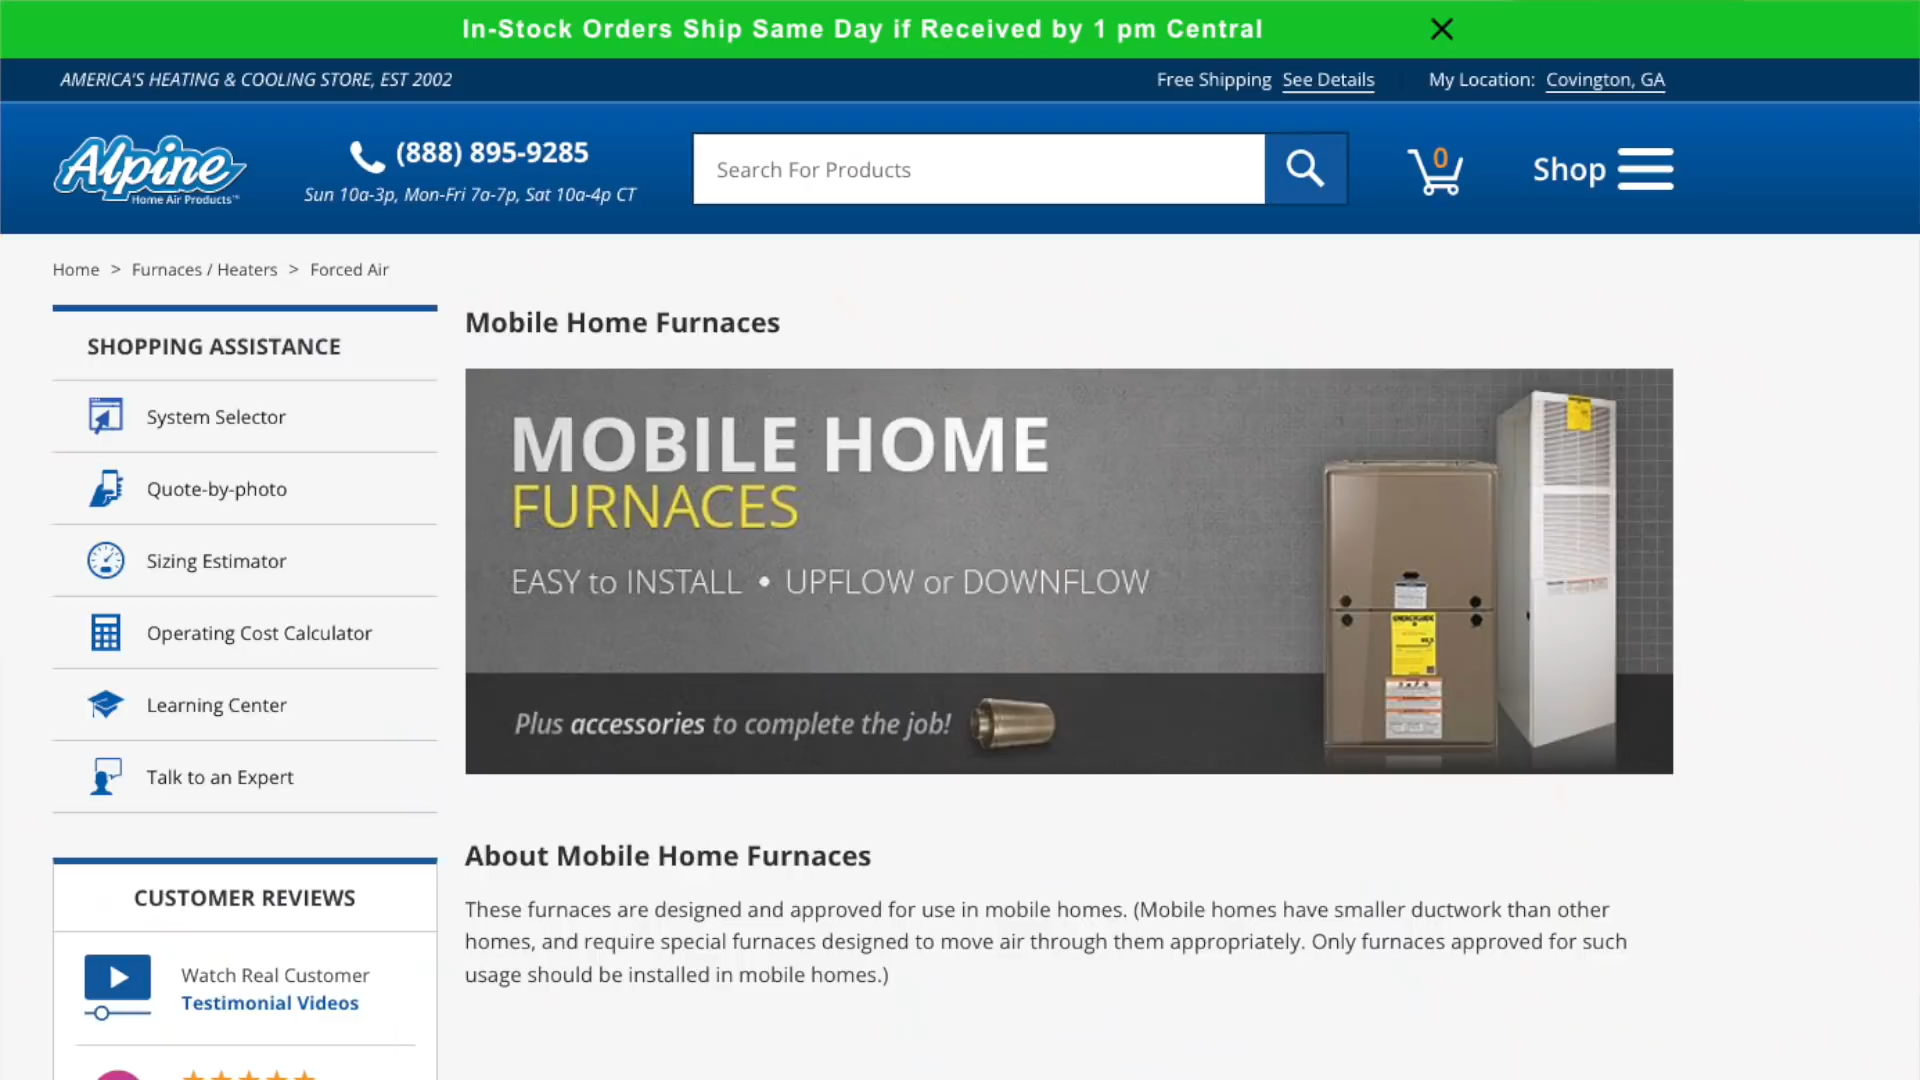 In-Stock Orders Ship Same Day if Received by 1 pm Central
AMERICA'S HEATING & COOLING STORE, EST 2002
Free Shipping See Details
My Location: Covington, GA
Alpine
Home Air Products™
(888) 895-9285
Sun 10a-3p, Mon-Fri 7a-7p, Sat 10a-4p CT
Search For Products
0
Shop
Home > Furnaces / Heaters > Forced Air
SHOPPING ASSISTANCE
System Selector
Quote-by-photo
Sizing Estimator
Operating Cost Calculator
Learning Center
Talk to an Expert
CUSTOMER REVIEWS
Watch Real Customer
Testimonial Videos
Mobile Home Furnaces
MOBILE HOME
FURNACES
EASY to INSTALL • UPFLOW or DOWNFLOW
Plus accessories to complete the job!
About Mobile Home Furnaces
These furnaces are designed and approved for use in mobile homes. (Mobile homes have smaller ductwork than other
homes, and require special furnaces designed to move air through them appropriately. Only furnaces approved for such
usage should be installed in mobile homes.)